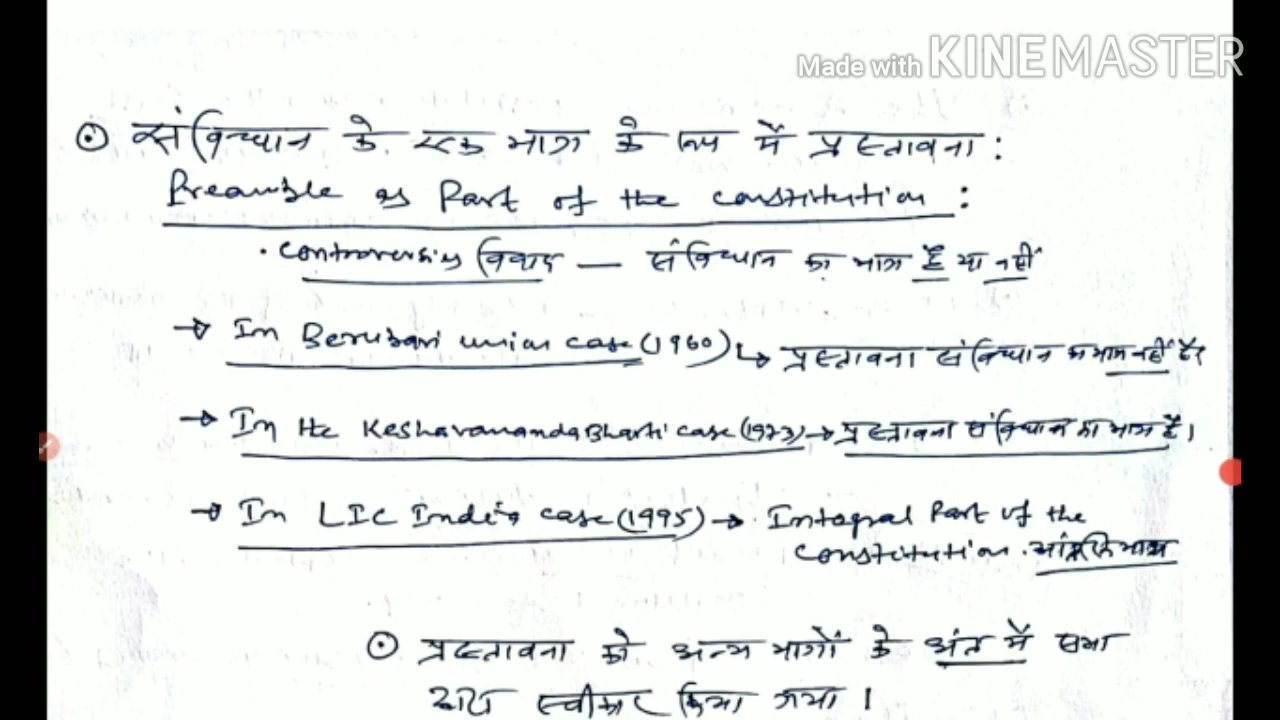 Made with KINEMASTER
संविधान के एक भाग के रूप में प्रस्तावना :
Preamble as Part of the constitution :
· controversy विवाद — संविधान का भाग है या नहीं
→ In Berubari union case (1960) ↳ प्रस्तावना संविधान का भाग नहीं है।
→ In the Keshavananda Bharti case (1973) → प्रस्तावना संविधान का भाग है।
→ In LIC India case (1995) → Integral Part of the
constitution.
⊙ प्रस्तावना को अन्य भागों के अंत में सभा
द्वारा स्वीकार किया गया ।